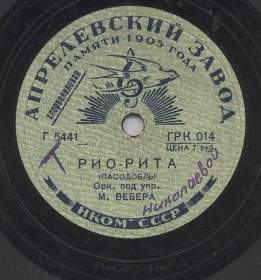 АПРЕЛЕВСКИЙ ЗАВОД
ПАМЯТИ 1905 ГОДА
Г 5441
ГРК 014
ЦЕНА 7 руб.
РИО-РИТА
(ПАСОДОБЛЬ)
Орк. под упр.
М. ВЕБЕРА
Николаевой
НКОМ СССР